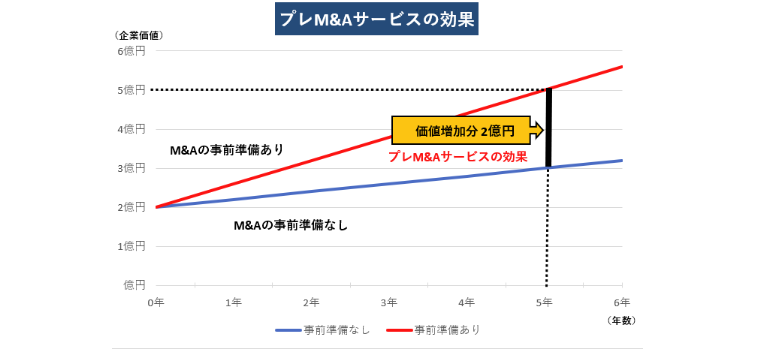 プレM&Aサービスの効果
（企業価値）
6億円
5億円
4億円
3億円
2億円
1億円
億円
価値増加分 2億円
プレM&Aサービスの効果
M&Aの事前準備あり
M&Aの事前準備なし
0年 1年 2年 3年 4年 5年 6年
（年数）
事前準備なし 事前準備あり